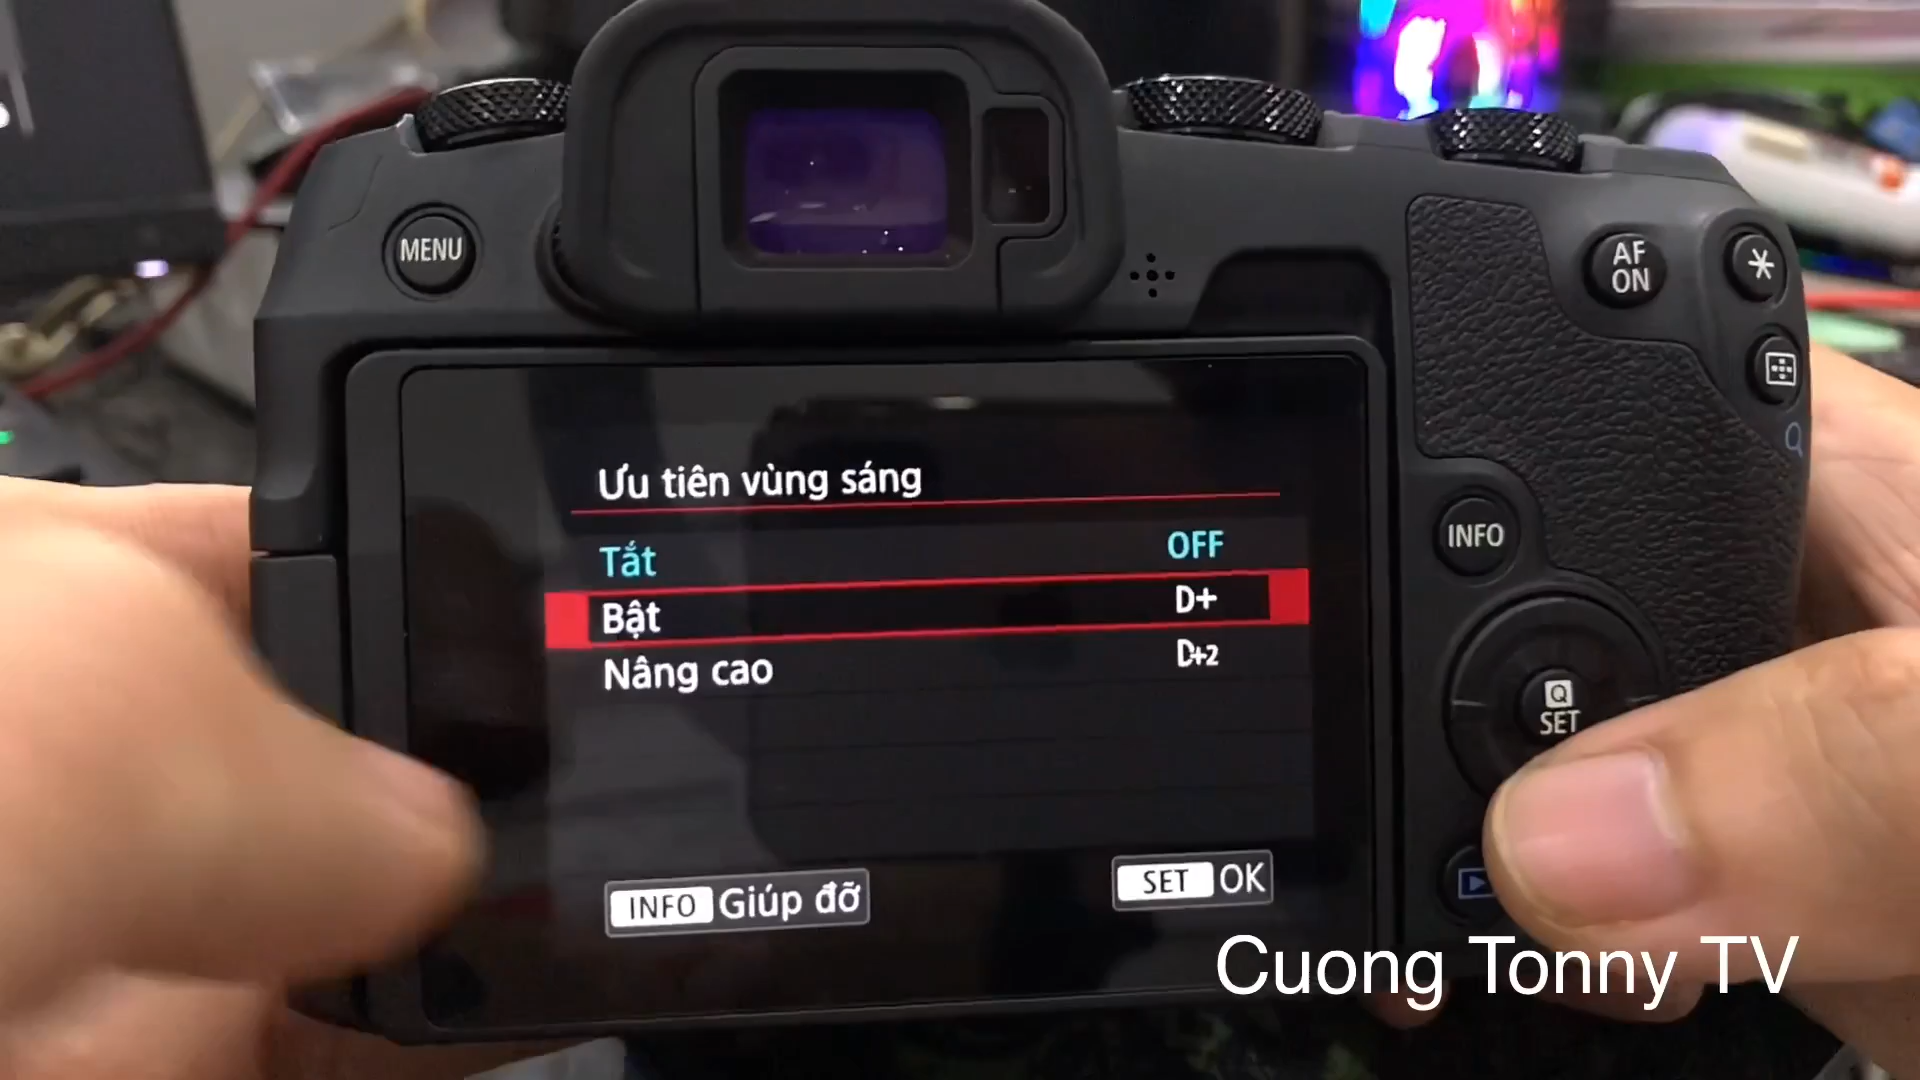 MENU
AF
ON
Ưu tiên vùng sáng
Tắt OFF
Bật D+
Nâng cao D+2
INFO
Q
SET
INFO Giúp đỡ
SET OK
Cuong Tonny TV